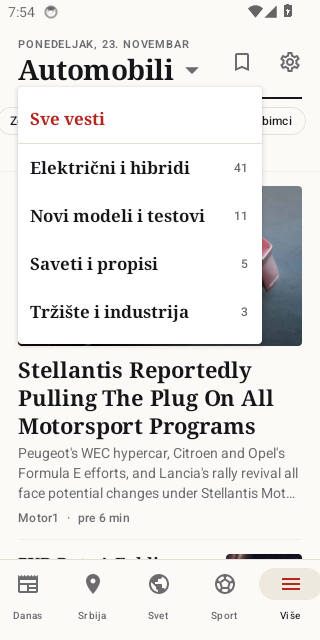 7:54
PONEDELJAK, 23. NOVEMBAR
Automobili
Sve vesti
bimci
Električni i hibridi 41
Novi modeli i testovi 11
Saveti i propisi 5
Tržište i industrija 3
Stellantis Reportedly
Pulling The Plug On All
Motorsport Programs
Peugeot's WEC hypercar, Citroen and Opel's
Formula E efforts, and Lancia's rally revival all
face potential changes under Stellantis Mot...
Motor1 · pre 6 min
Danas Srbija Svet Sport Više